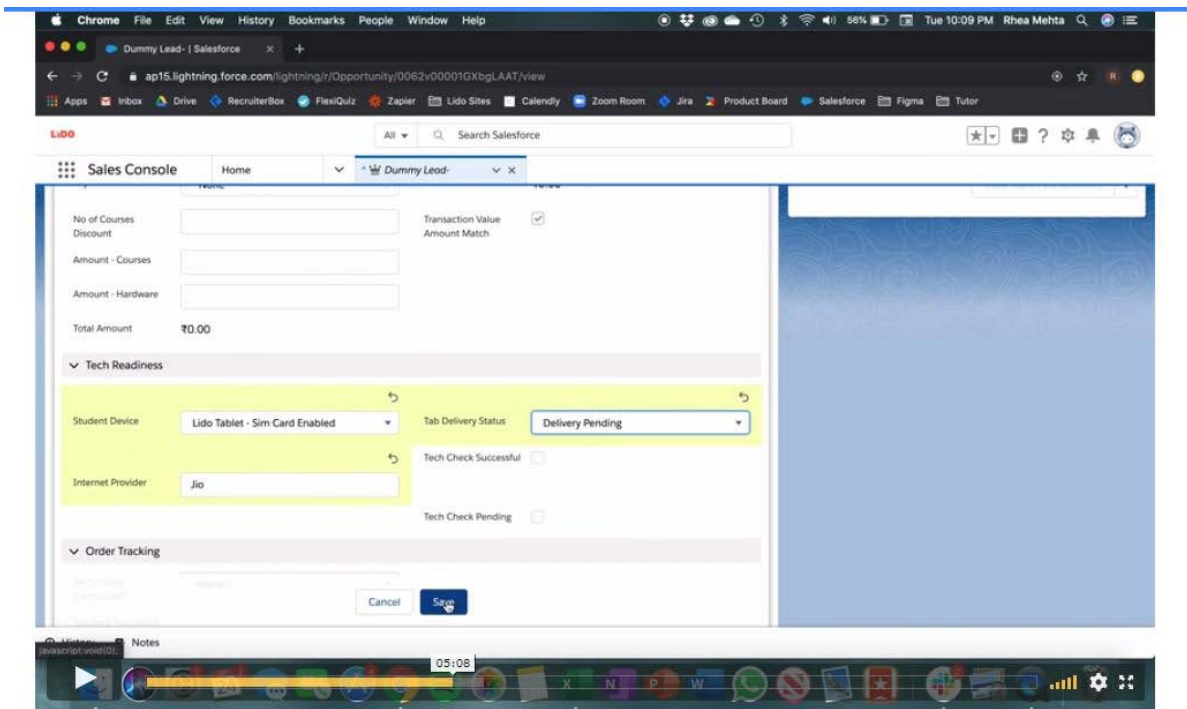 Chrome File Edit View History Bookmarks People Window Help 56% Tue 10:09 PM Rhea Mehta
Dummy Lead- | Salesforce × +
ap15.lightning.force.com/lightning/r/Opportunity/0062v00001GXbgLAAT/view R
Apps Inbox Drive RecruiterBox FlexiQuiz Zapier Lido Sites Calendly Zoom Room Jira Product Board Salesforce Figma Tutor
LiDO All Search Salesforce
Sales Console Home * Dummy Lead-
No of Courses Discount
Transaction Value Amount Match
Amount - Courses
Amount - Hardware
Total Amount ₹0.00
Tech Readiness
Student Device Lido Tablet - Sim Card Enabled Tab Delivery Status Delivery Pending
Tech Check Successful
Internet Provider Jio
Tech Check Pending
Order Tracking
Cancel Save
History Notes
javascript:void(0);
05:08
X N P W